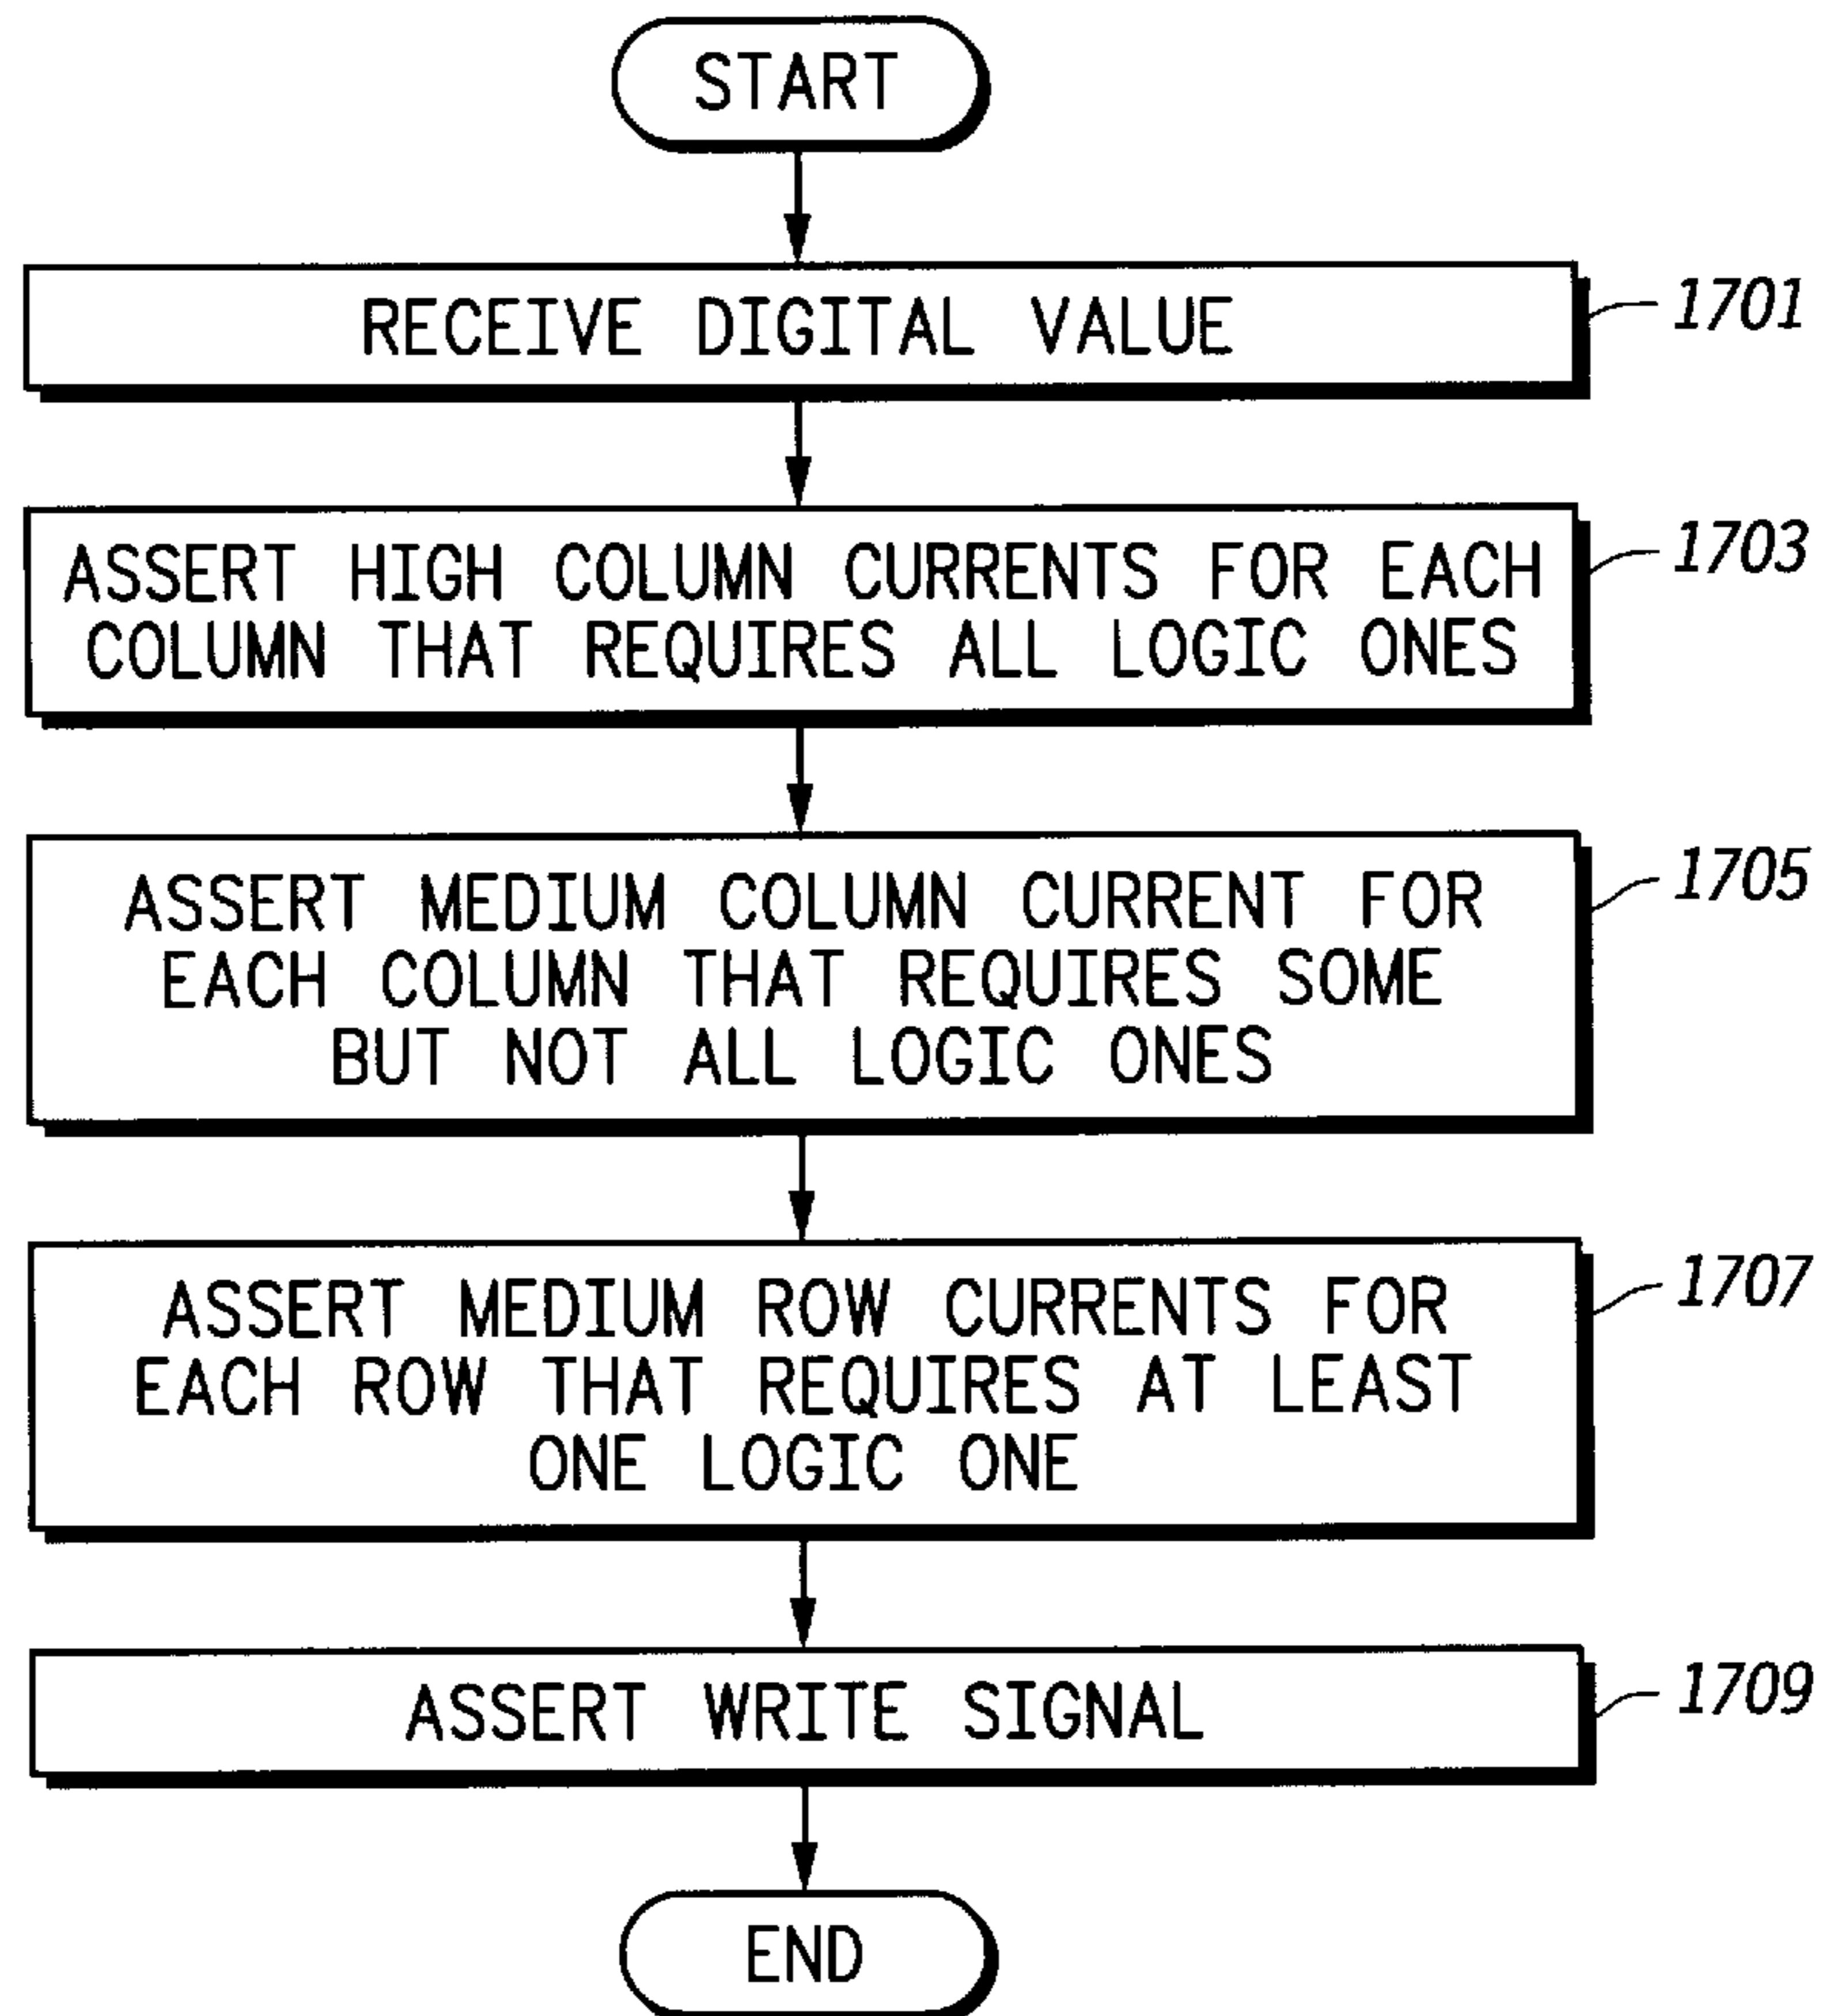 START
RECEIVE DIGITAL VALUE
1701
ASSERT HIGH COLUMN CURRENTS FOR EACH
COLUMN THAT REQUIRES ALL LOGIC ONES
1703
ASSERT MEDIUM COLUMN CURRENT FOR
EACH COLUMN THAT REQUIRES SOME
BUT NOT ALL LOGIC ONES
1705
ASSERT MEDIUM ROW CURRENTS FOR
EACH ROW THAT REQUIRES AT LEAST
ONE LOGIC ONE
1707
ASSERT WRITE SIGNAL
1709
END